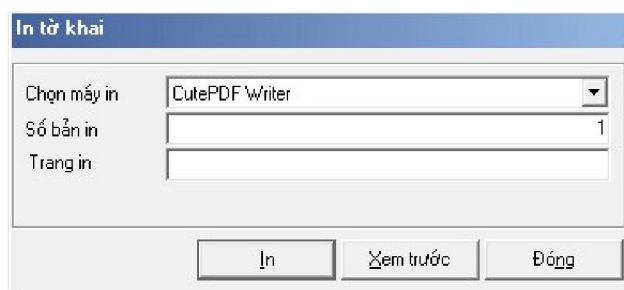 In tờ khai
Chọn máy in CutePDF Writer
Số bản in 1
Trang in
In Xem trước Đóng